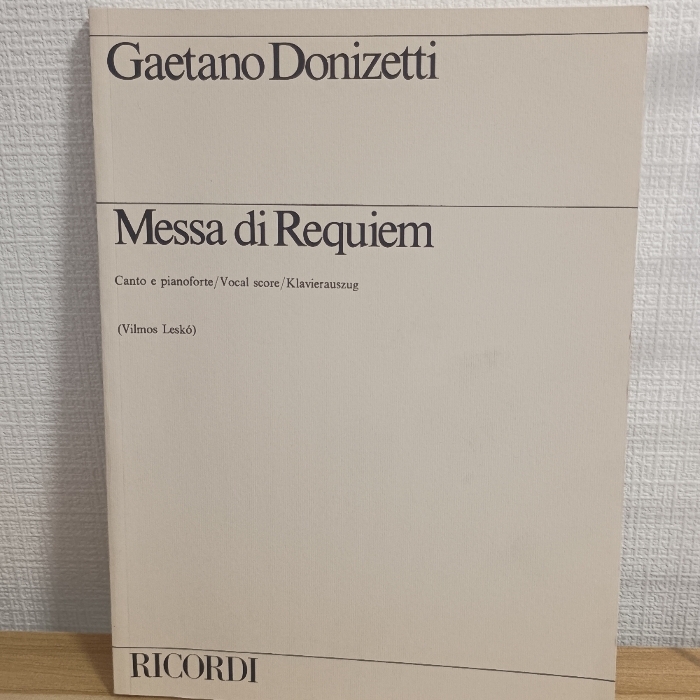 Gaetano Donizetti
Messa di Requiem
Canto e pianoforte/Vocal score/Klavierauszug
(Vilmos Leskó)
RICORDI